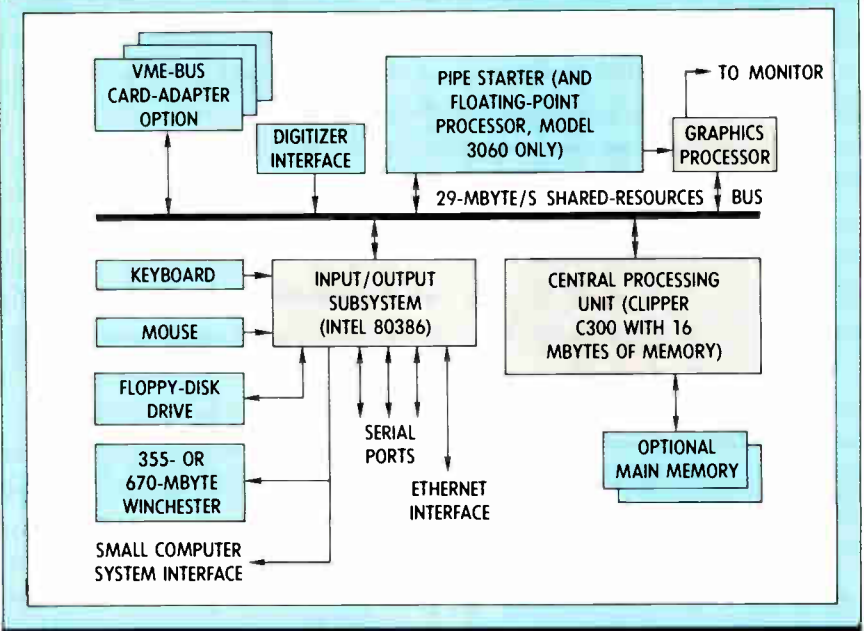 VME-BUS
CARD-ADAPTER
OPTION
DIGITIZER
INTERFACE
PIPE STARTER (AND
FLOATING-POINT
PROCESSOR, MODEL
3060 ONLY)
TO MONITOR
GRAPHICS
PROCESSOR
29-MBYTE/S SHARED-RESOURCES BUS
KEYBOARD
MOUSE
FLOPPY-DISK
DRIVE
355- OR
670-MBYTE
WINCHESTER
SMALL COMPUTER
SYSTEM INTERFACE
INPUT/OUTPUT
SUBSYSTEM
(INTEL 80386)
SERIAL
PORTS
ETHERNET
INTERFACE
CENTRAL PROCESSING
UNIT (CLIPPER
C300 WITH 16
MBYTES OF MEMORY)
OPTIONAL
MAIN MEMORY